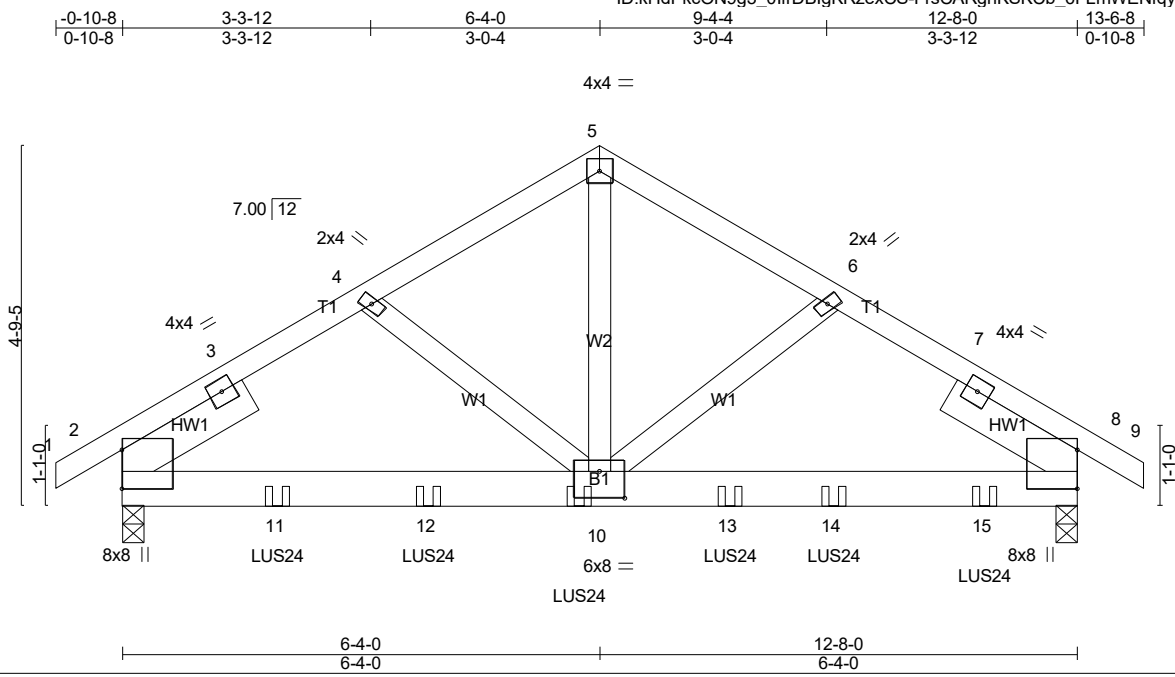 -0-10-8 3-3-12 6-4-0 9-4-4 12-8-0 13-6-8
0-10-8 3-3-12 3-0-4 3-0-4 3-3-12 0-10-8
4x4 =
5
7.00 12
2x4 2x4
4 6
T1 T1
4x4 7 4x4
3
4-9-5
W2
W1 W1
HW1 HW1
2 8
1 9
1-1-0 1-1-0
B1
11 12 10 13 14 15
8x8 || LUS24 LUS24 6x8 = LUS24 LUS24 8x8 ||
LUS24
LUS24
6-4-0 12-8-0
6-4-0 6-4-0